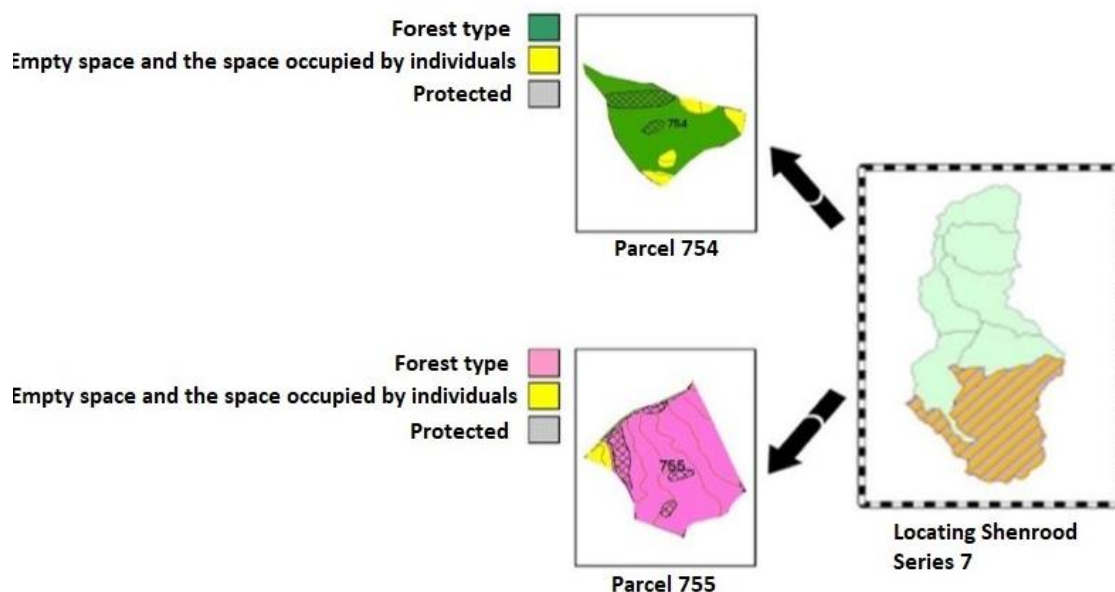 Forest type
Empty space and the space occupied by individuals
Protected
754
Parcel 754
Forest type
Empty space and the space occupied by individuals
Protected
755
Parcel 755
Locating Shenrood
Series 7